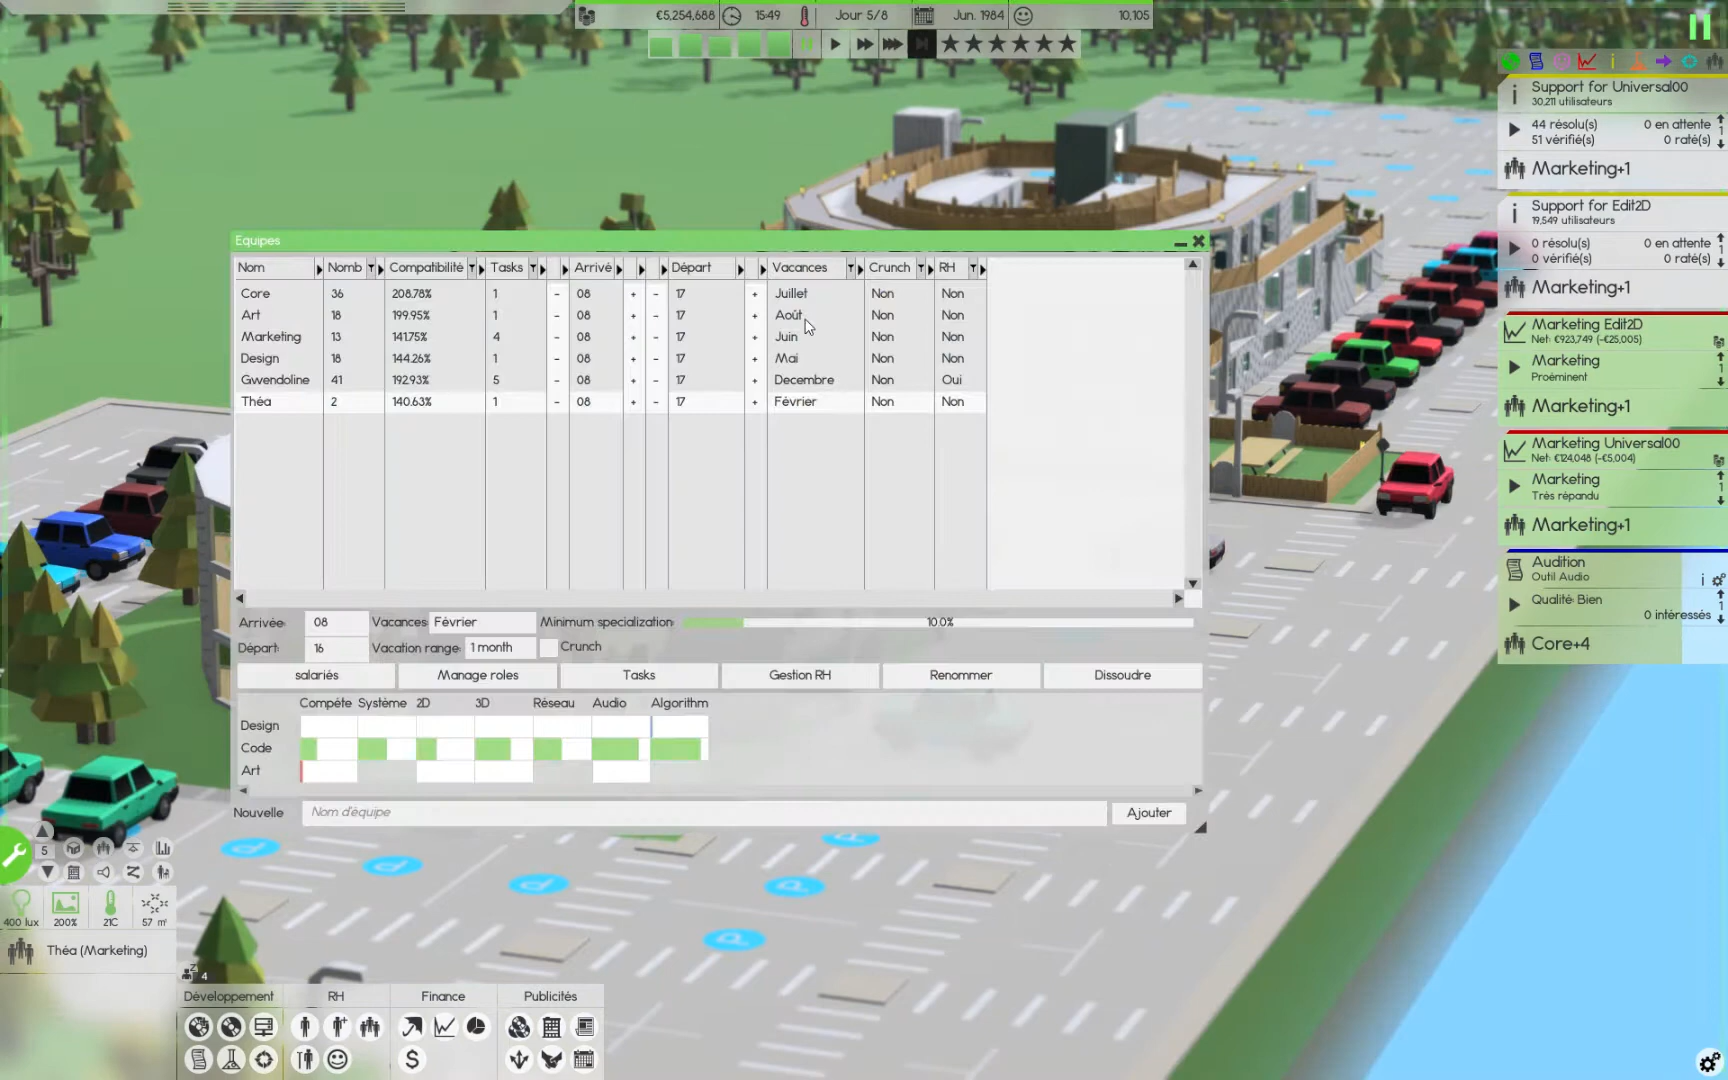 €5,254,688 15:49 Jour 5/8 Jun. 1984 10,105
Support for Universal00
30,211 utilisateurs
44 résolu(s) 0 en attente
51 vérifié(s) 0 raté(s)
1
Marketing+1
Support for Edit2D
19,549 utilisateurs
0 résolu(s) 0 en attente
0 vérifié(s) 0 raté(s)
1
Marketing+1
Marketing Edit2D
Net: €923,749 (-€25,005)
Marketing
Proéminent
1
Marketing+1
Marketing Universal00
Net: €124,048 (-€5,004)
Marketing
Très répandu
1
Marketing+1
Audition
Outil Audio
Qualité: Bien
0 intéressés
1
Core+4
Equipes
Nom Nomb Compatibilité Tasks Arrivé Départ Vacances Crunch RH
Core 36 208.78% 1 - 08 + - 17 + Juillet Non Non
Art 18 199.95% 1 - 08 + - 17 + Août Non Non
Marketing 13 141.75% 4 - 08 + - 17 + Juin Non Non
Design 18 144.26% 1 - 08 + - 17 + Mai Non Non
Gwendoline 41 192.93% 5 - 08 + - 17 + Decembre Non Oui
Théa 2 140.63% 1 - 08 + - 17 + Février Non Non
Arrivée: 08 Vacances: Février Minimum specialization: 10.0%
Départ: 16 Vacation range: 1 month Crunch
salariés Manage roles Tasks Gestion RH Renommer Dissoudre
Compéte Système 2D 3D Réseau Audio Algorithm
Design
Code
Art
Nouvelle Nom d'équipe Ajouter
5
400 lux 200% 21C 57 m²
Théa (Marketing)
4
Développement RH Finance Publicités